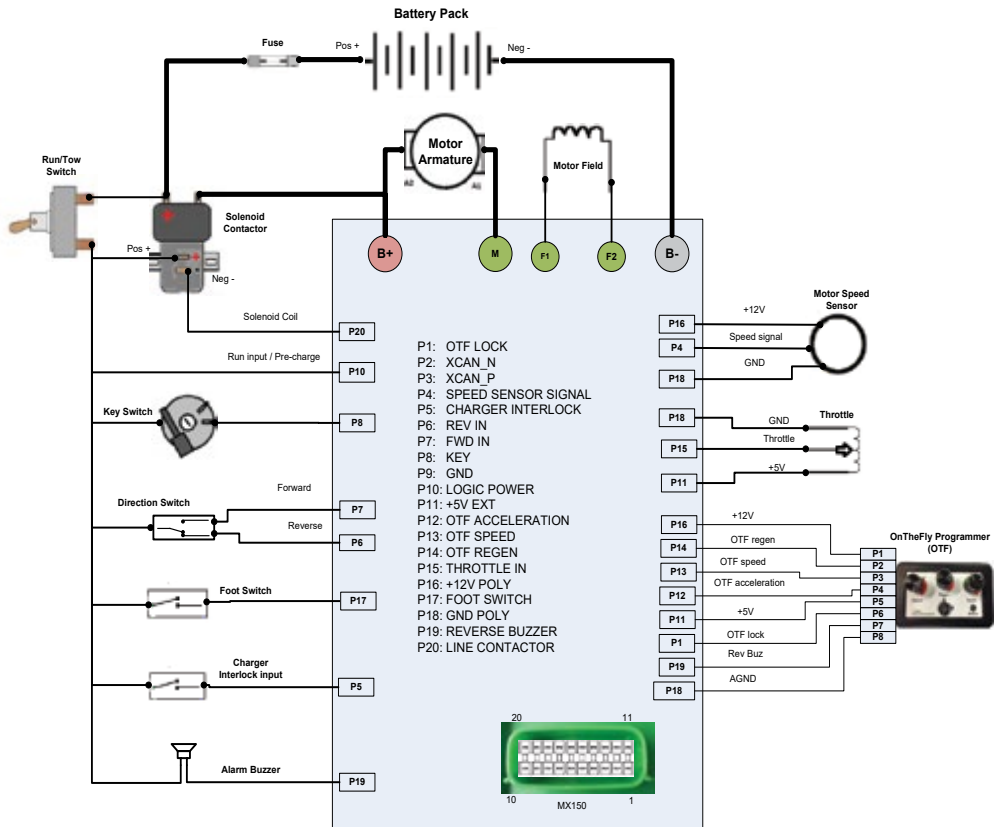 Battery Pack
Fuse
Pos +
Neg -
Motor
Armature
A2
A1
Motor Field
Run/Tow
Switch
Solenoid
Contactor
Pos +
Neg -
B+
M
F1
F2
B-
Solenoid Coil
P20
Run input / Pre-charge
P10
Key Switch
P8
Forward
P7
Direction Switch
Reverse
P6
Foot Switch
P17
Charger
Interlock input
P5
Alarm Buzzer
P19
P1: OTF LOCK
P2: XCAN_N
P3: XCAN_P
P4: SPEED SENSOR SIGNAL
P5: CHARGER INTERLOCK
P6: REV IN
P7: FWD IN
P8: KEY
P9: GND
P10: LOGIC POWER
P11: +5V EXT
P12: OTF ACCELERATION
P13: OTF SPEED
P14: OTF REGEN
P15: THROTTLE IN
P16: +12V POLY
P17: FOOT SWITCH
P18: GND POLY
P19: REVERSE BUZZER
P20: LINE CONTACTOR
20
11
10
1
MX150
Motor Speed
Sensor
P16
+12V
P4
Speed signal
P18
GND
Throttle
P18
GND
P15
Throttle
P11
+5V
P16
+12V
P14
OTF regen
P13
OTF speed
P12
OTF acceleration
P11
+5V
P1
OTF lock
P19
Rev Buz
P18
AGND
OnTheFly Programmer
(OTF)
P1
P2
P3
P4
P5
P6
P7
P8